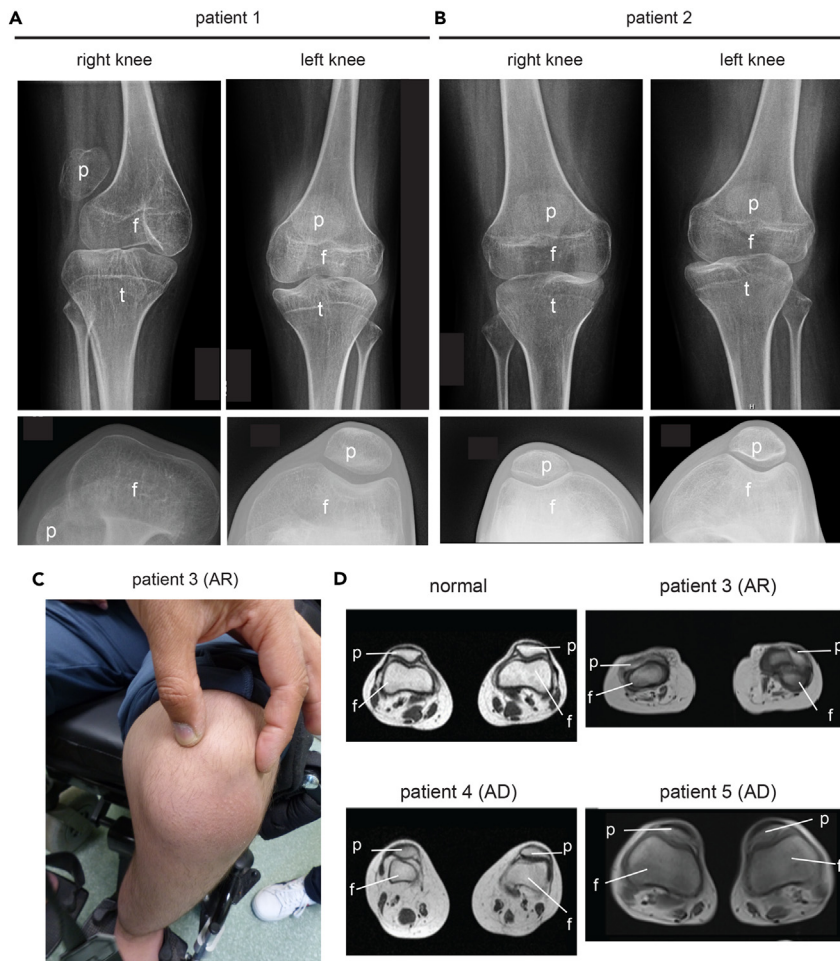 A patient 1 B patient 2
right knee left knee right knee left knee
p
f
t
p
f
t
p
f
t
p
f
t
H
f
p
p
f
p
f
p
f
C patient 3 (AR) D
normal patient 3 (AR)
p
f
f
p
f
p
f
patient 4 (AD) patient 5 (AD)
p
f
p
f
p
f
p
f